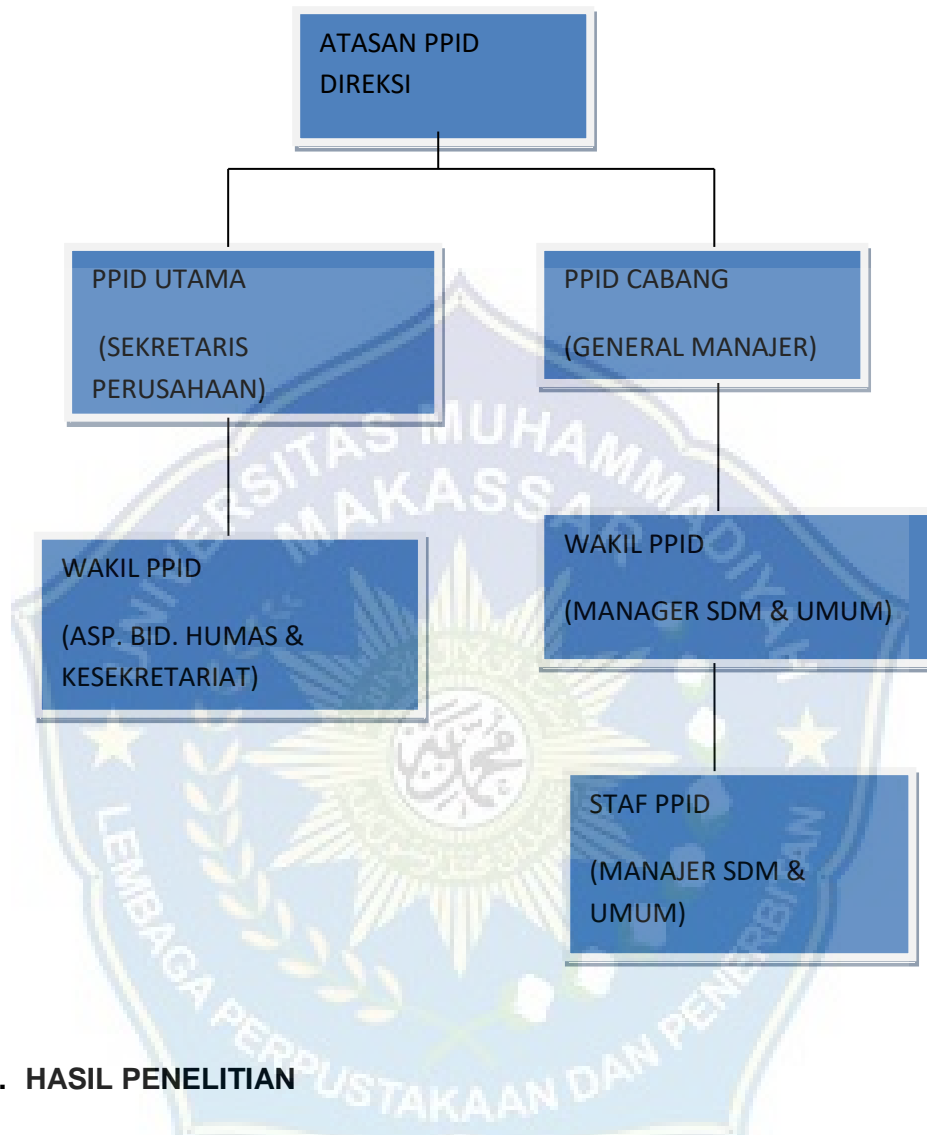 ATASAN PPID
DIREKSI
PPID UTAMA
(SEKRETARIS
PERUSAHAAN)
PPID CABANG
(GENERAL MANAJER)
WAKIL PPID
(ASP. BID. HUMAS &
KESEKRETARIAT)
WAKIL PPID
(MANAGER SDM & UMUM)
STAF PPID
(MANAJER SDM &
UMUM)
. HASIL PENELITIAN
UNIVERSITAS MUHAMMADIYAH
MAKASSAR
LEMBAGA PERPUSTAKAAN DAN PENERBITAN